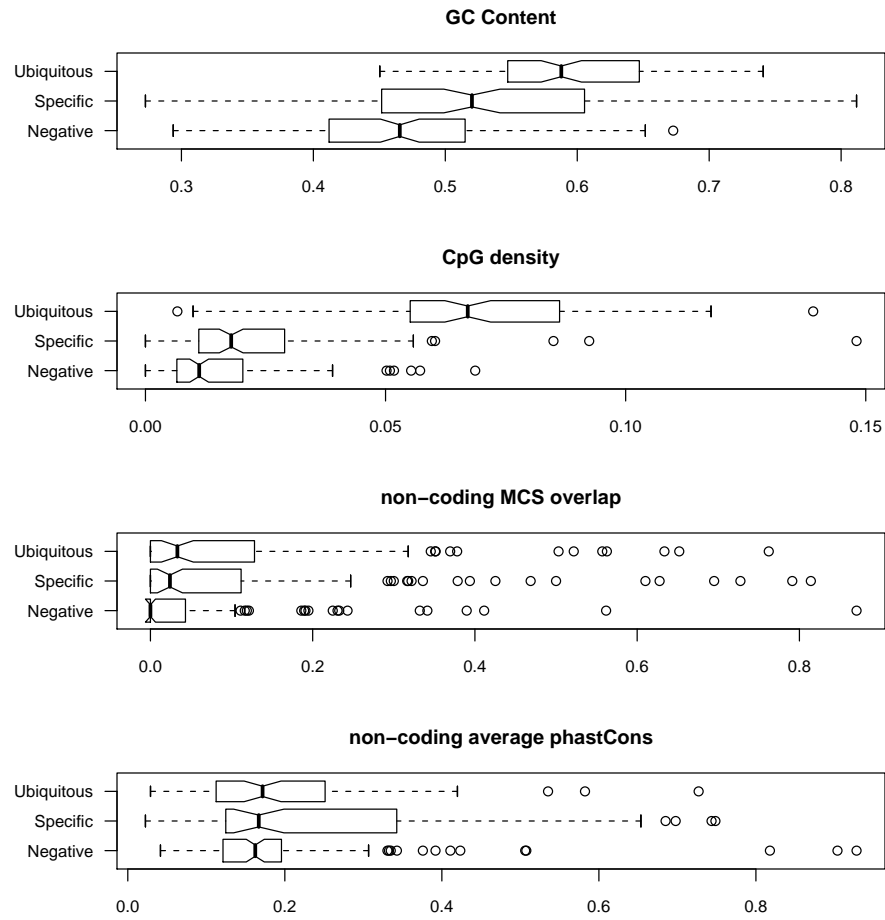 GC Content
Ubiquitous
Specific
Negative
0.3 0.4 0.5 0.6 0.7 0.8
CpG density
Ubiquitous
Specific
Negative
0.00 0.05 0.10 0.15
non−coding MCS overlap
Ubiquitous
Specific
Negative
0.0 0.2 0.4 0.6 0.8
non−coding average phastCons
Ubiquitous
Specific
Negative
0.0 0.2 0.4 0.6 0.8